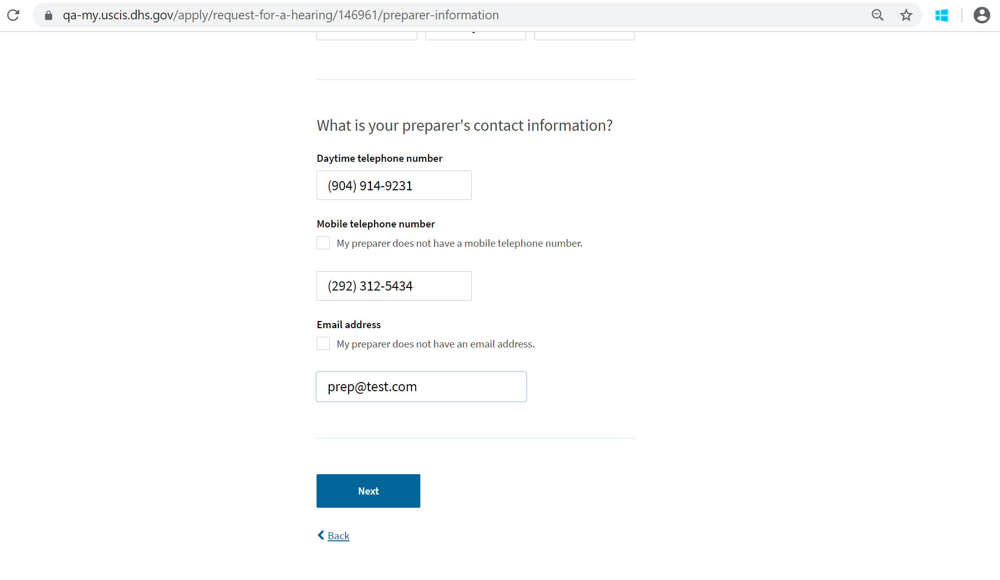 qa-my.uscis.dhs.gov/apply/request-for-a-hearing/146961/preparer-information
What is your preparer's contact information?
Daytime telephone number
(904) 914-9231
Mobile telephone number
My preparer does not have a mobile telephone number.
(292) 312-5434
Email address
My preparer does not have an email address.
prep@test.com
Next
Back